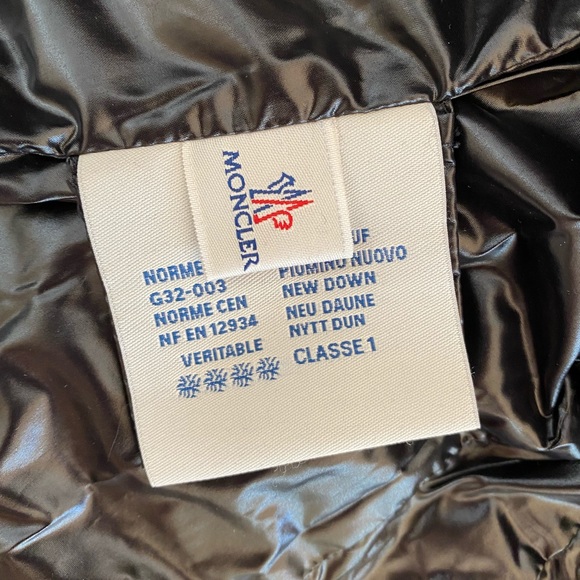 MONCLER
NORME
G32-003
NORME CEN
NF EN 12934
VERITABLE
PIUMINO NUOVO
NEW DOWN
NEU DAUNE
NYTT DUN
CLASSE 1